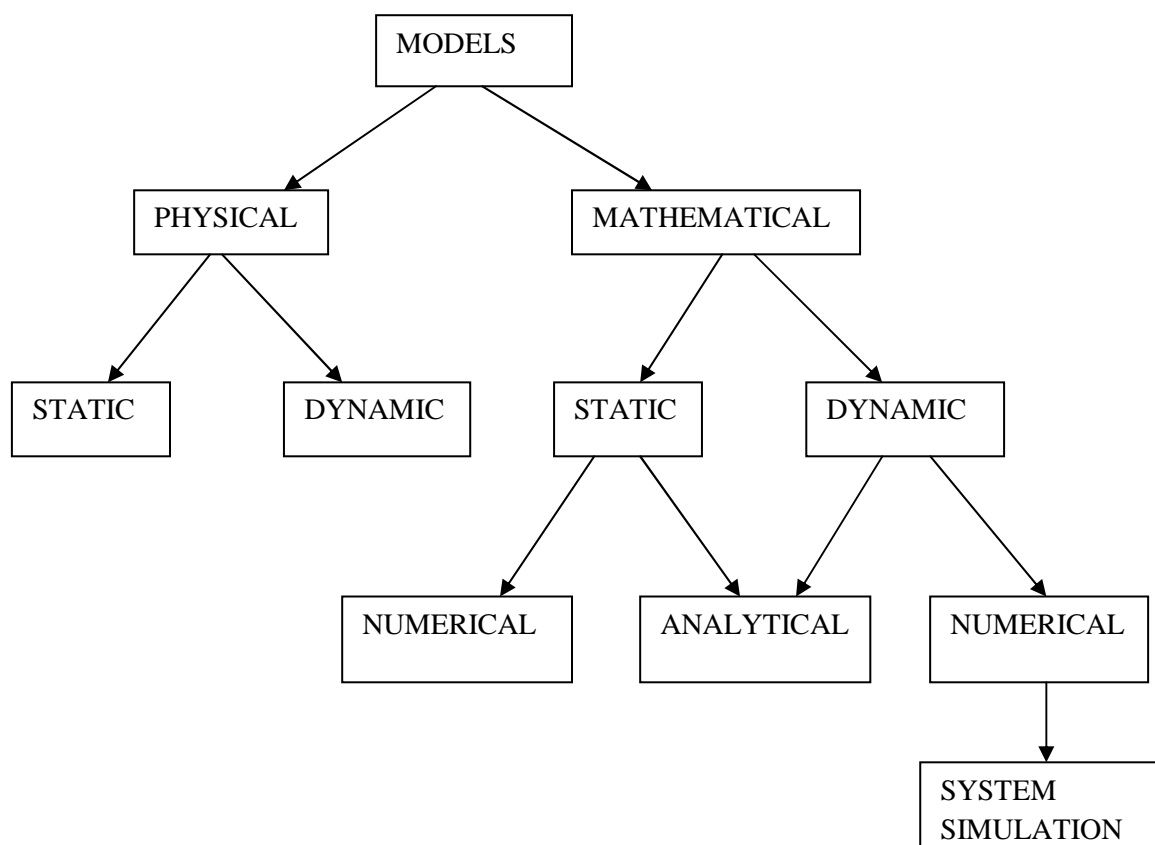 MODELS
PHYSICAL
MATHEMATICAL
STATIC
DYNAMIC
STATIC
DYNAMIC
NUMERICAL
ANALYTICAL
NUMERICAL
SYSTEM
SIMULATION